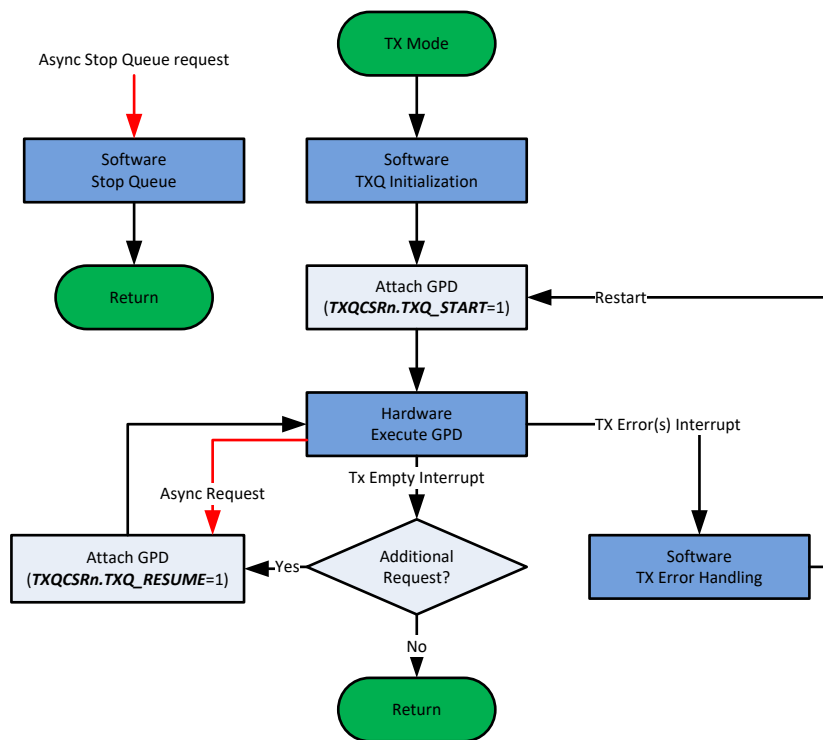 TX Mode
Async Stop Queue request
Software
Stop Queue
Software
TXQ Initialization
Return
Attach GPD
(TXQCSRn.TXQ_START=1)
Restart
Hardware
Execute GPD
TX Error(s) Interrupt
Tx Empty Interrupt
Async Request
Attach GPD
(TXQCSRn.TXQ_RESUME=1)
Yes
Additional
Request?
Software
TX Error Handling
No
Return